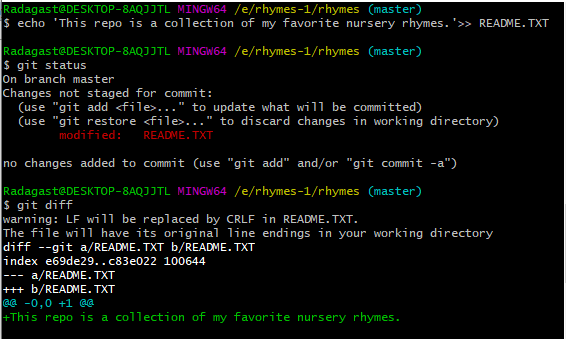 Radagast@DESKTOP-8AQJJTL MINGW64 /e/rhymes-1/rhymes (master)
$ echo 'This repo is a collection of my favorite nursery rhymes.'>> README.TXT
Radagast@DESKTOP-8AQJJTL MINGW64 /e/rhymes-1/rhymes (master)
$ git status
On branch master
Changes not staged for commit:
  (use "git add <file>..." to update what will be committed)
  (use "git restore <file>..." to discard changes in working directory)
        modified:   README.TXT
no changes added to commit (use "git add" and/or "git commit -a")
Radagast@DESKTOP-8AQJJTL MINGW64 /e/rhymes-1/rhymes (master)
$ git diff
warning: LF will be replaced by CRLF in README.TXT.
The file will have its original line endings in your working directory
diff --git a/README.TXT b/README.TXT
index e69de29..c83e022 100644
--- a/README.TXT
+++ b/README.TXT
@@ -0,0 +1 @@
+This repo is a collection of my favorite nursery rhymes.